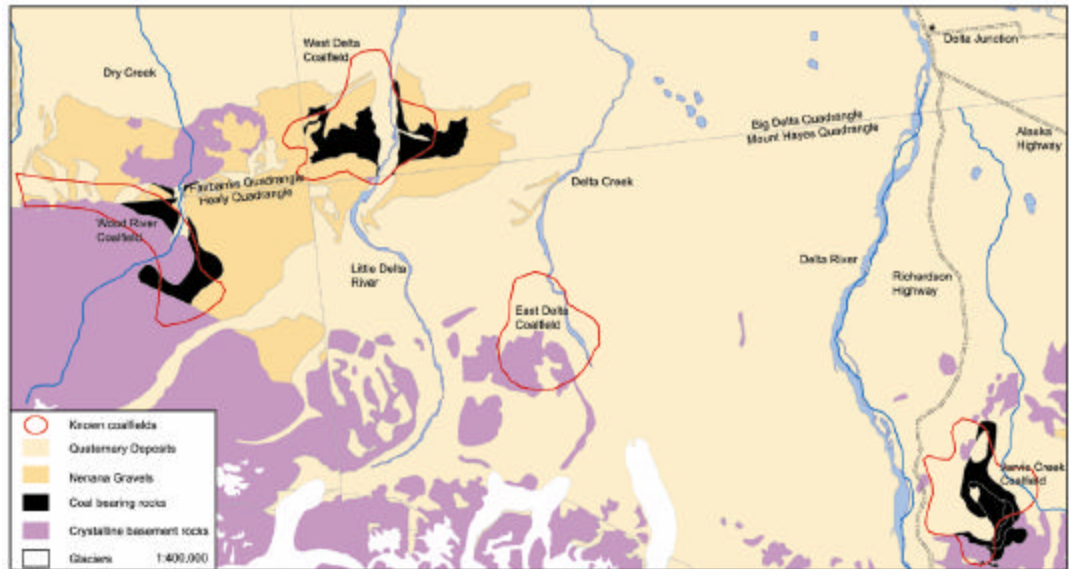 West Delta
Coalfield
Dry Creek
Delta Junction
Big Delta Quadrangle
Mount Hayes Quadrangle
Alaska
Highway
Fairbanks Quadrangle
Healy Quadrangle
Delta Creek
Wood River
Coalfield
Little Delta
River
Delta River
Richardson
Highway
East Delta
Coalfield
Known coalfields
Quaternary Deposits
Nenana Gravels
Coal bearing rocks
Crystalline basement rocks
Glaciers 1:400,000
Jarvis Creek
Coalfield